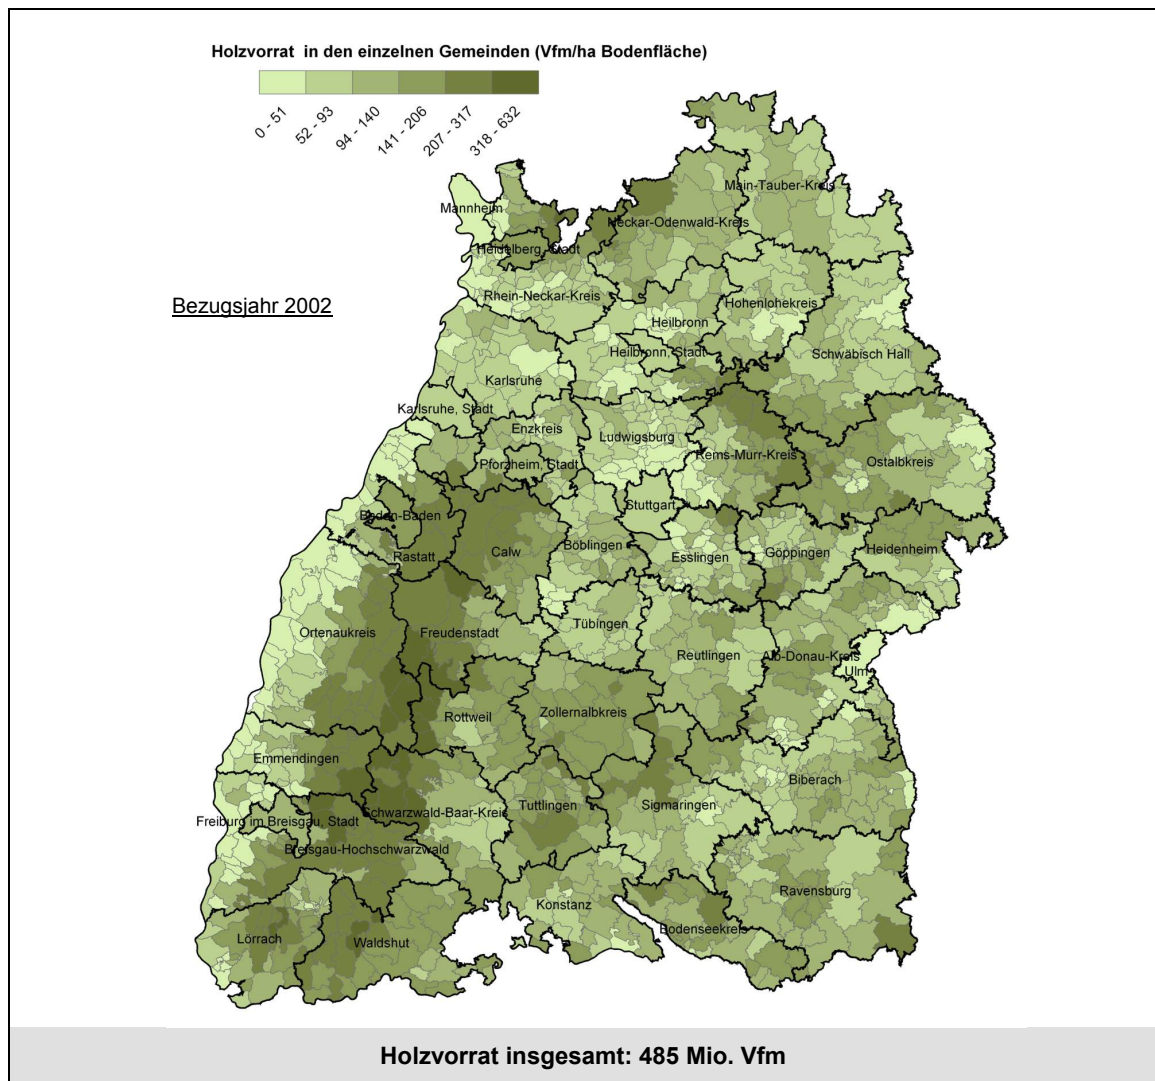 Holzvorrat in den einzelnen Gemeinden (Vfm/ha Bodenfläche)
0 - 51
52 - 93
94 - 140
141 - 206
207 - 317
318 - 632
Main-Tauber-Kreis
Mannheim
Neckar-Odenwald-Kreis
Heidelberg, Stadt
Bezugsjahr 2002
Rhein-Neckar-Kreis
Hohenlohekreis
Heilbronn
Heilbronn, Stadt
Schwäbisch Hall
Karlsruhe
Karlsruhe, Stadt
Enzkreis
Ludwigsburg
Rems-Murr-Kreis
Ostalbkreis
Pforzheim, Stadt
Stuttgart
Baden-Baden
Rastatt
Calw
Böblingen
Esslingen
Göppingen
Heidenheim
Ortenaukreis
Freudenstadt
Tübingen
Reutlingen
Alb-Donau-Kreis
Ulm
Rottweil
Zollernalbkreis
Emmendingen
Biberach
Schwarzwald-Baar-Kreis
Tuttlingen
Sigmaringen
Freiburg im Breisgau, Stadt
Breisgau-Hochschwarzwald
Ravensburg
Konstanz
Bodenseekreis
Lörrach
Waldshut
Holzvorrat insgesamt: 485 Mio. Vfm